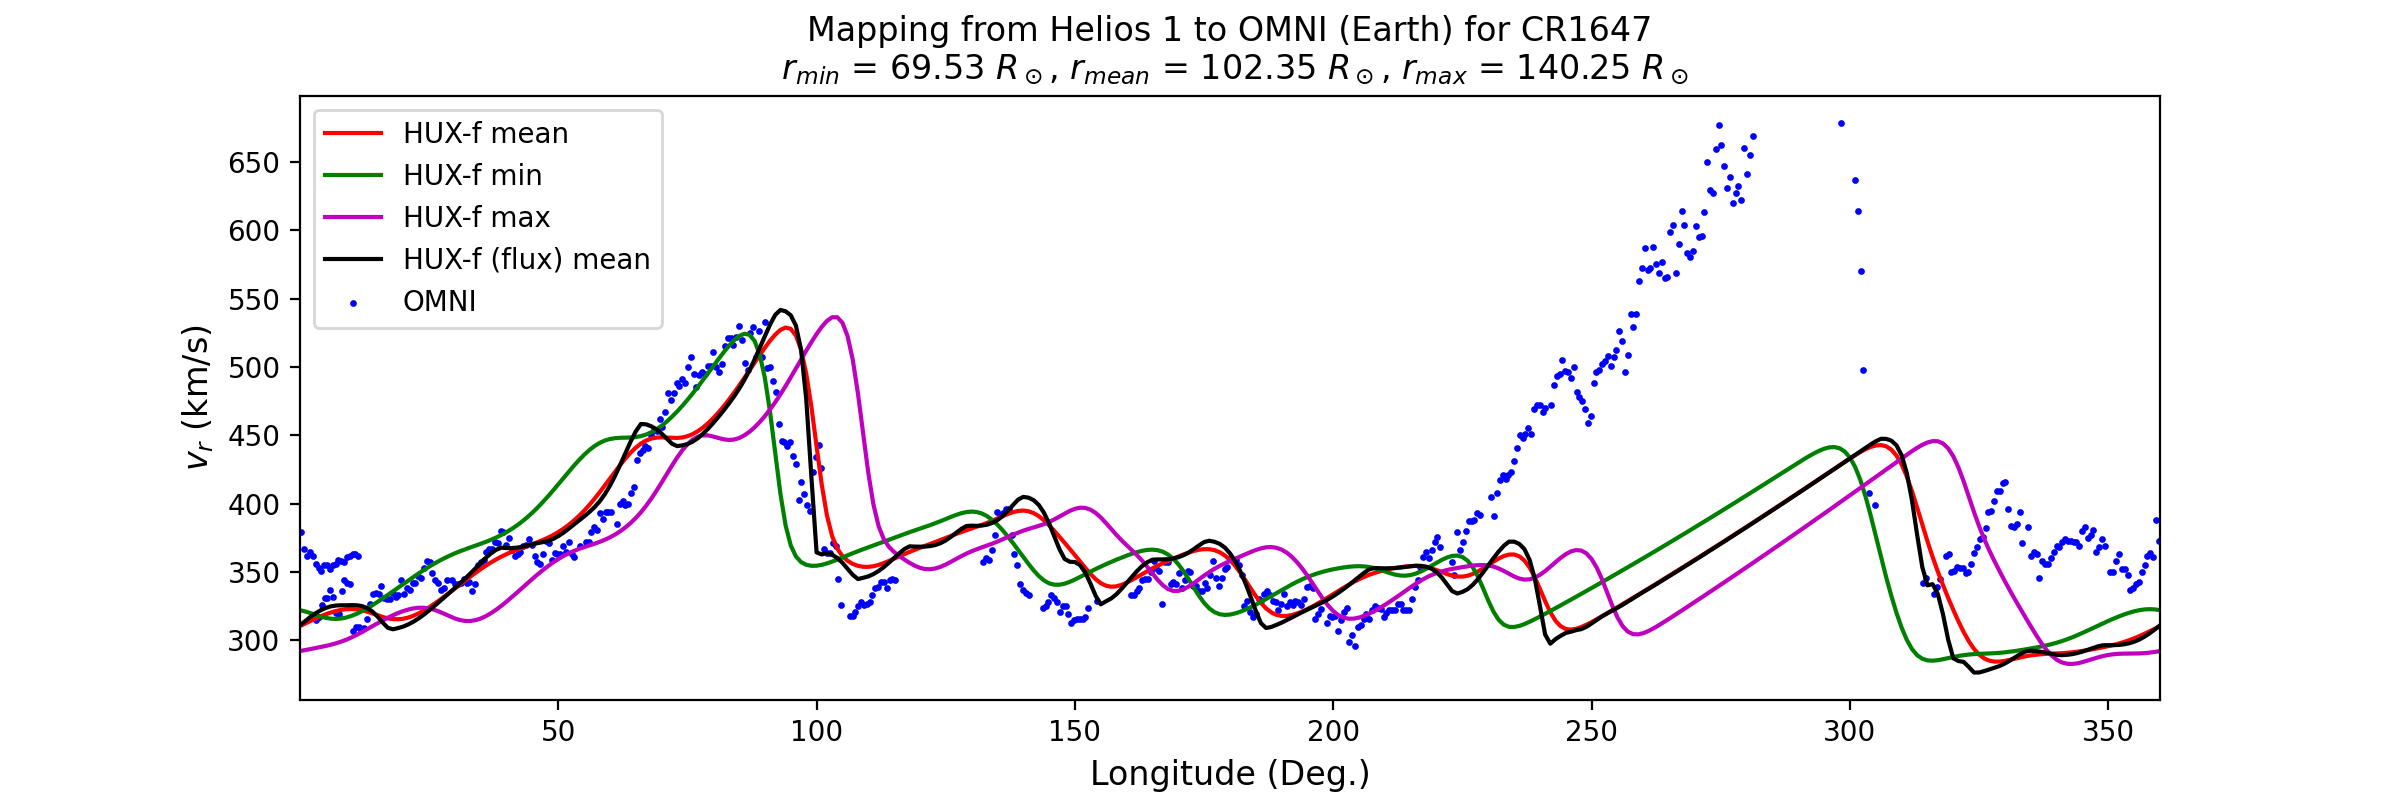 Mapping from Helios 1 to OMNI (Earth) for CR1647
r_min = 69.53 R_⊙, r_mean = 102.35 R_⊙, r_max = 140.25 R_⊙
HUX-f mean
HUX-f min
HUX-f max
HUX-f (flux) mean
OMNI
650
600
550
500
450
400
350
300
v_r (km/s)
50 100 150 200 250 300 350
Longitude (Deg.)